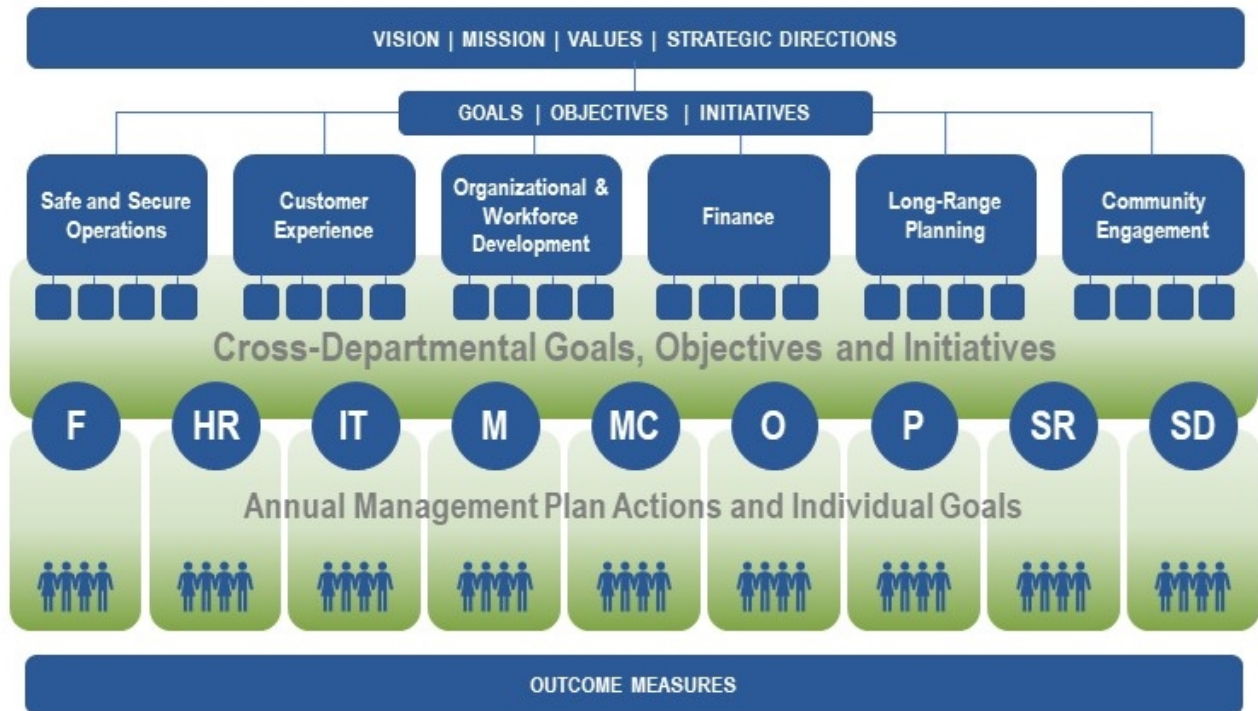 VISION | MISSION | VALUES | STRATEGIC DIRECTIONS
GOALS | OBJECTIVES | INITIATIVES
Safe and Secure
Operations
Customer
Experience
Organizational &
Workforce
Development
Finance
Long-Range
Planning
Community
Engagement
Cross-Departmental Goals, Objectives and Initiatives
F HR IT M MC O P SR SD
Annual Management Plan Actions and Individual Goals
OUTCOME MEASURES